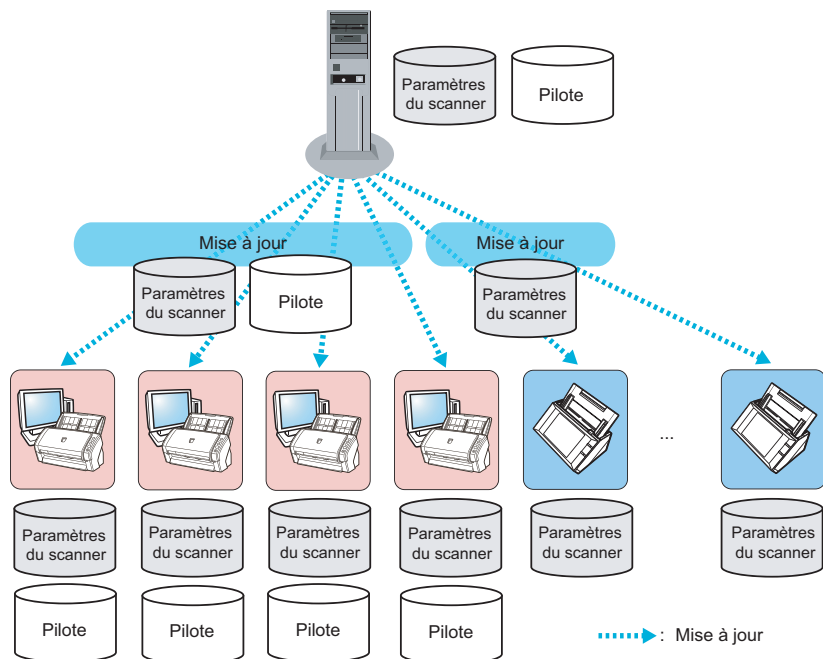 Paramètres
du scanner
Pilote
Mise à jour
Mise à jour
Paramètres
du scanner
Pilote
Paramètres
du scanner
...
Paramètres
du scanner
Paramètres
du scanner
Paramètres
du scanner
Paramètres
du scanner
Paramètres
du scanner
Paramètres
du scanner
Pilote
Pilote
Pilote
Pilote
: Mise à jour